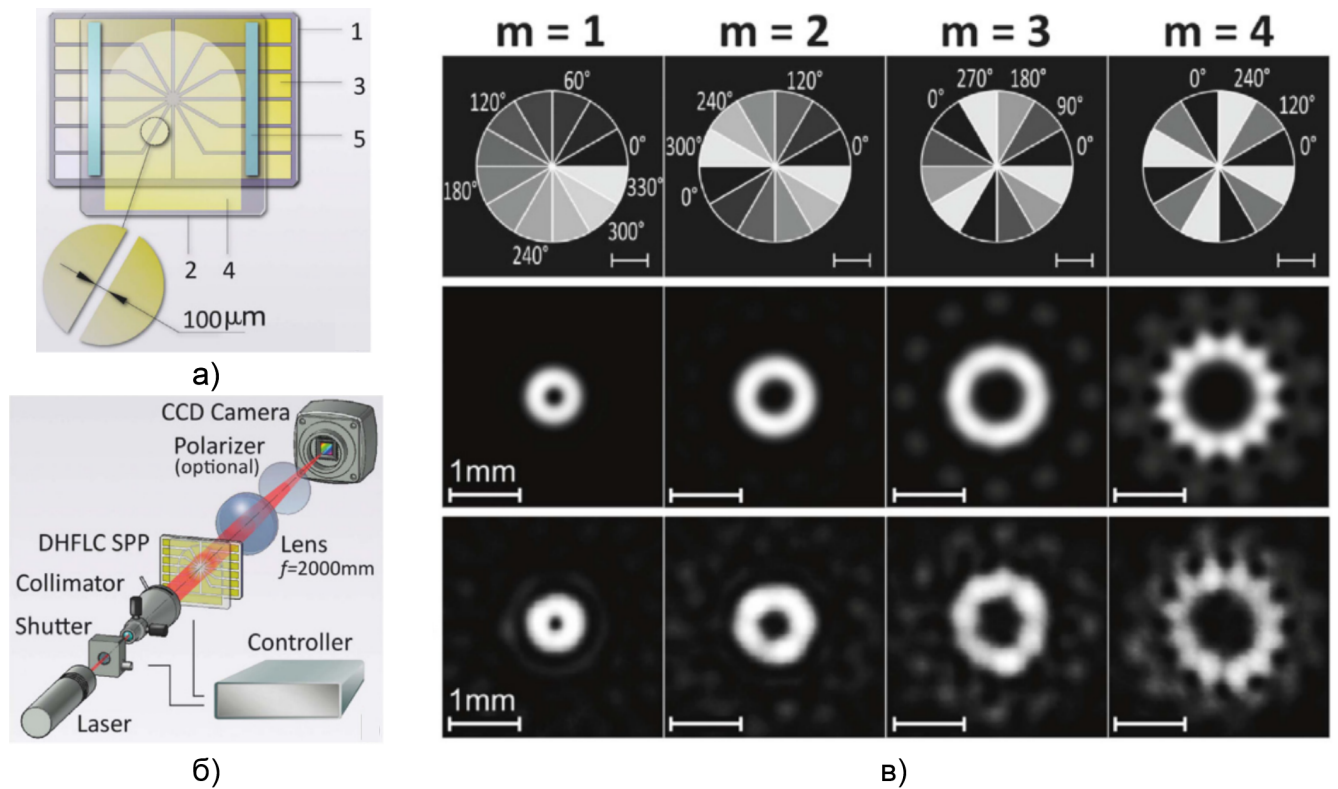 1
3
5
2
4
100μm
а)
CCD Camera
Polarizer
(optional)
DHFLC SPP
Lens
f=2000mm
Collimator
Shutter
Controller
Laser
б)
m = 1
m = 2
m = 3
m = 4
60°
120°
0°
180°
330°
300°
240°
120°
240°
300°
0°
0°
270°
180°
0°
90°
0°
0°
240°
120°
0°
1mm
1mm
в)